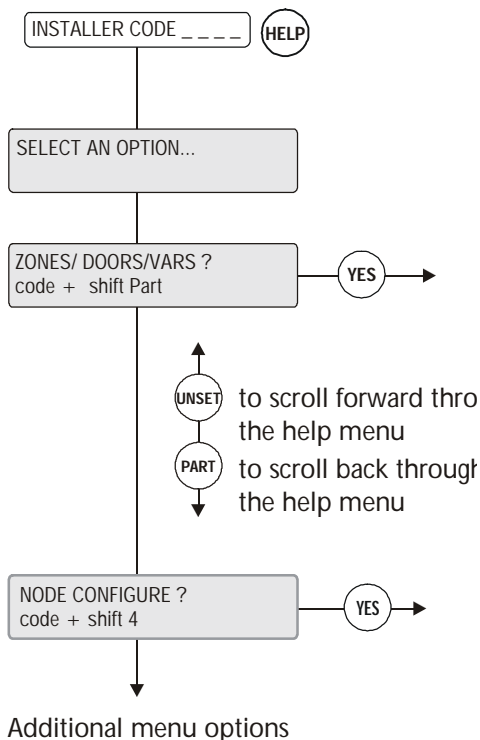 INSTALLER CODE _ _ _ _
HELP
SELECT AN OPTION...
ZONES/ DOORS/VARS ?
code + shift Part
YES
UNSET
to scroll forward thro
the help menu
PART
to scroll back through
the help menu
NODE CONFIGURE ?
code + shift 4
YES
Additional menu options